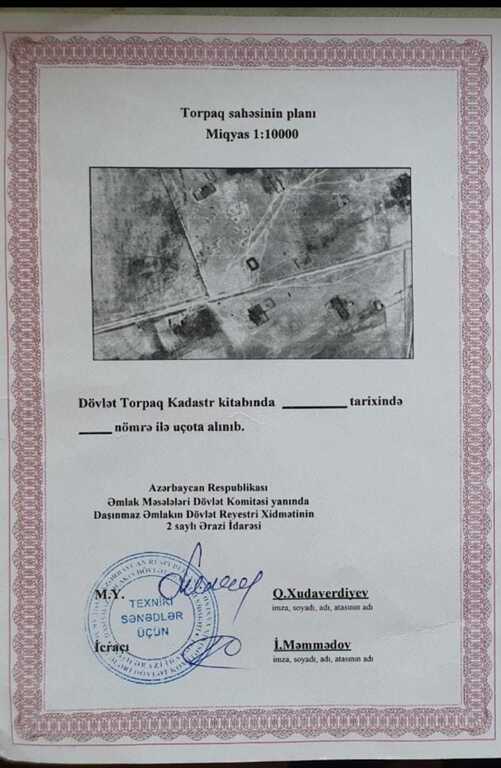 Torpaq sahəsinin planı
Miqyas 1:10000
Dövlət Torpaq Kadastr kitabında ________ tarixində
____ nömrə ilə uçota alınıb.
Azərbaycan Respublikası
Əmlak Məsələləri Dövlət Komitəsi yanında
Daşınmaz Əmlakın Dövlət Reyestri Xidmətinin
2 saylı Ərazi İdarəsi
M.Y.
Q.Xudaverdiyev
imza, soyadı, adı, atasının adı
TEXNİKİ
SƏNƏDLƏR
ÜÇÜN
İcraçı
İ.Məmmədov
imza, soyadı, adı, atasının adı